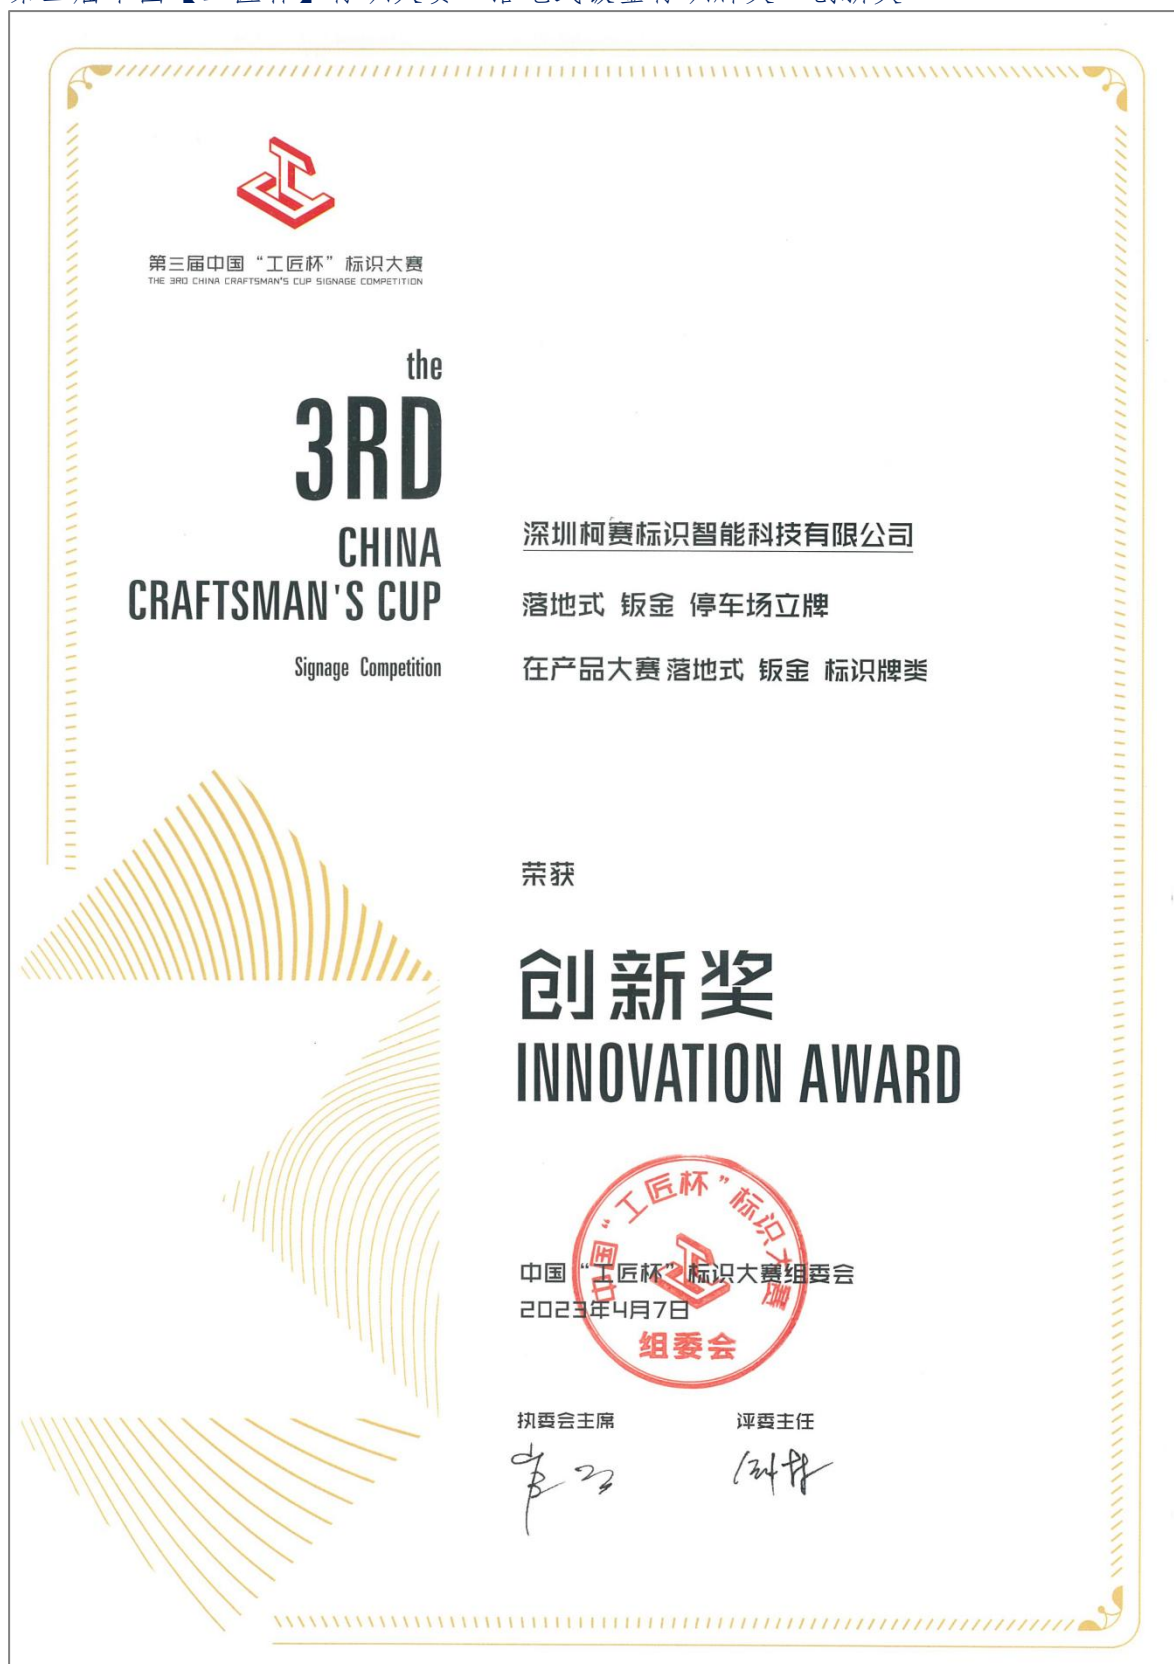 第三届中国“工匠杯”标识大赛
THE 3RD CHINA CRAFTSMAN'S CUP SIGNAGE COMPETITION
the
3RD
CHINA
CRAFTSMAN'S CUP
Signage Competition
深圳柯赛标识智能科技有限公司
落地式 钣金 停车场立牌
在产品大赛 落地式 钣金 标识牌类
荣获
创新奖
INNOVATION AWARD
中国“工匠杯”标识大赛
组委会
中国“工匠杯”标识大赛组委会
2023年4月7日
执委会主席
评委主任